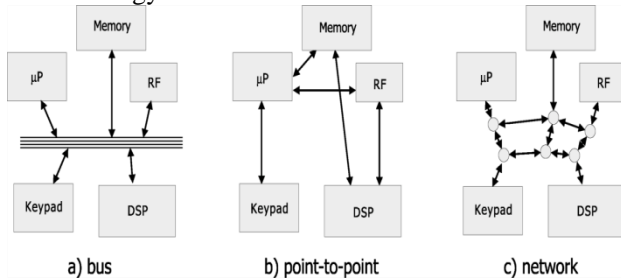 Memory
μP
RF
Keypad
DSP
a) bus
Memory
μP
RF
Keypad
DSP
b) point-to-point
Memory
μP
RF
Keypad
DSP
c) network